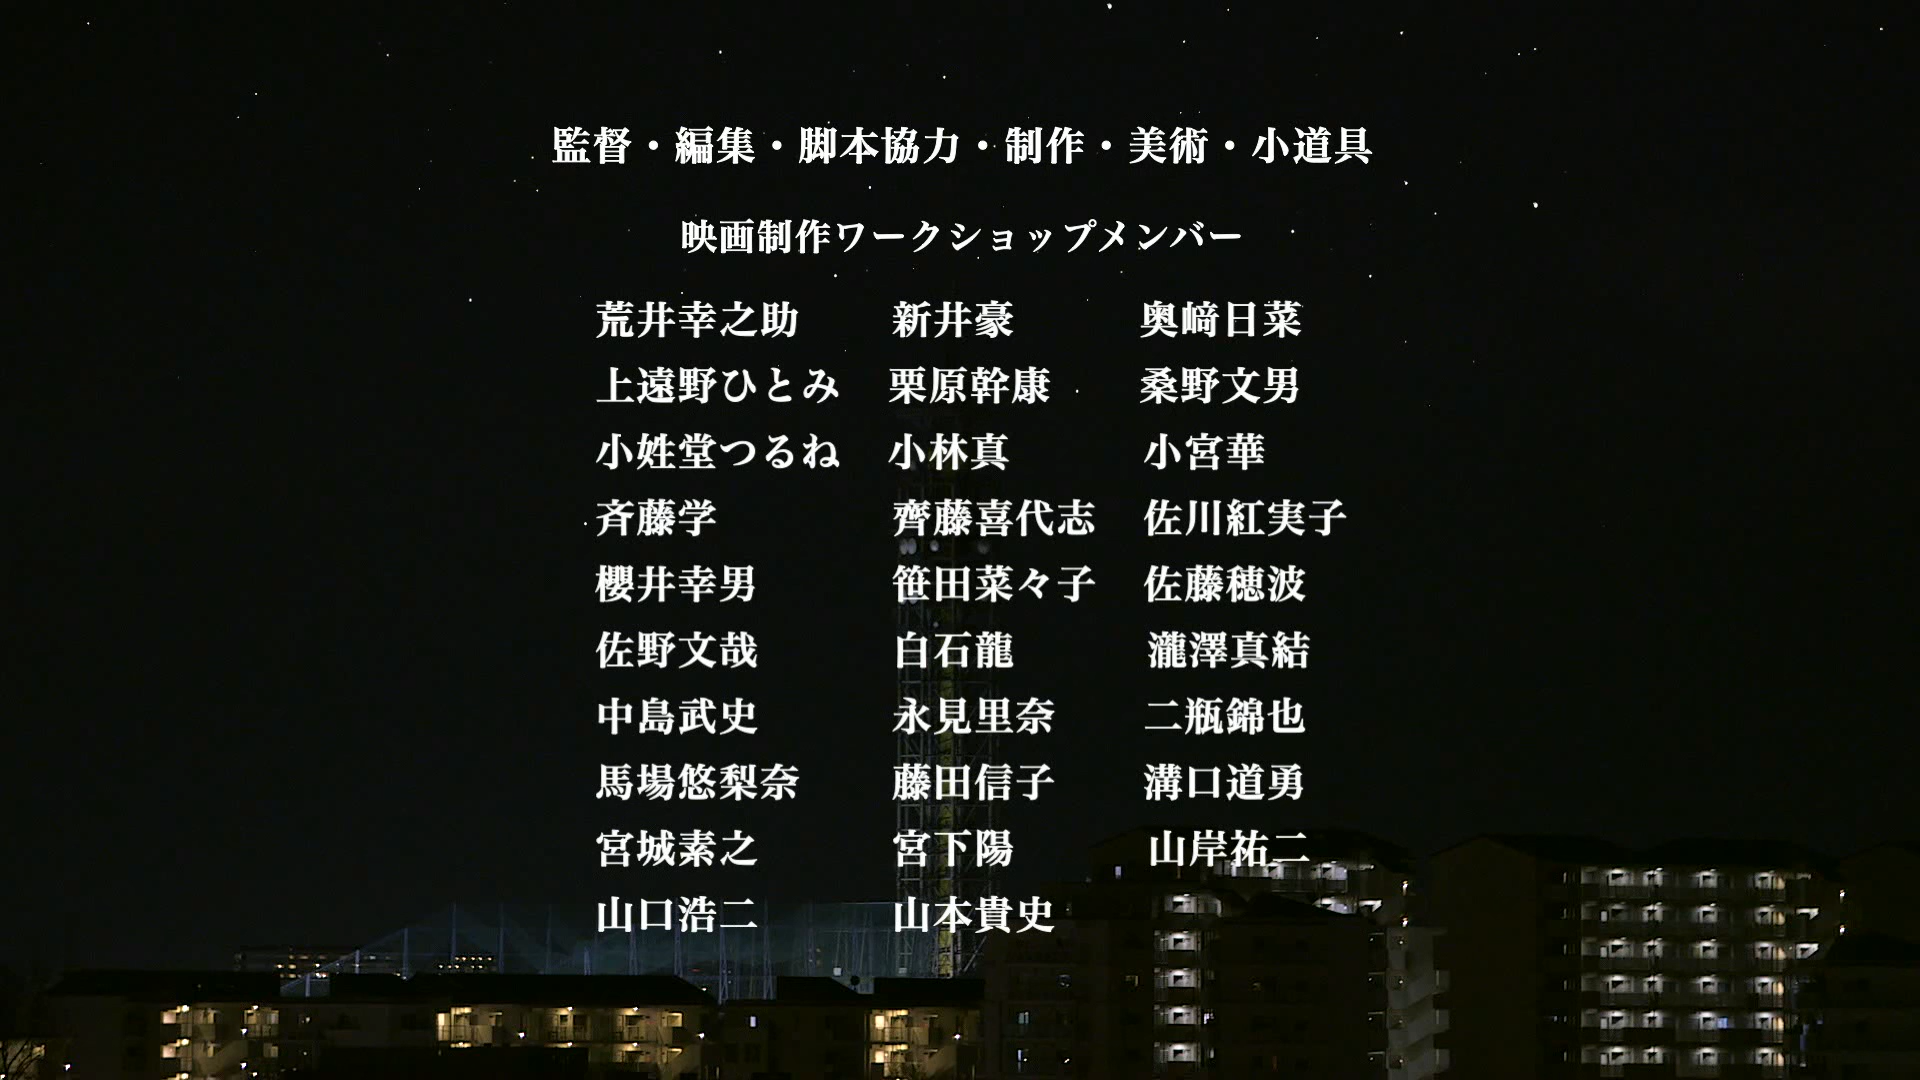 監督・編集・脚本協力・制作・美術・小道具
映画制作ワークショップメンバー
荒井幸之助 新井豪 奥﨑日菜
上遠野ひとみ 栗原幹康 桑野文男
小姓堂つるね 小林真 小宮華
斉藤学 齊藤喜代志 佐川紅実子
櫻井幸男 笹田菜々子 佐藤穂波
佐野文哉 白石龍 瀧澤真結
中島武史 永見里奈 二瓶錦也
馬場悠梨奈 藤田信子 溝口道勇
宮城素之 宮下陽 山岸祐二
山口浩二 山本貴史